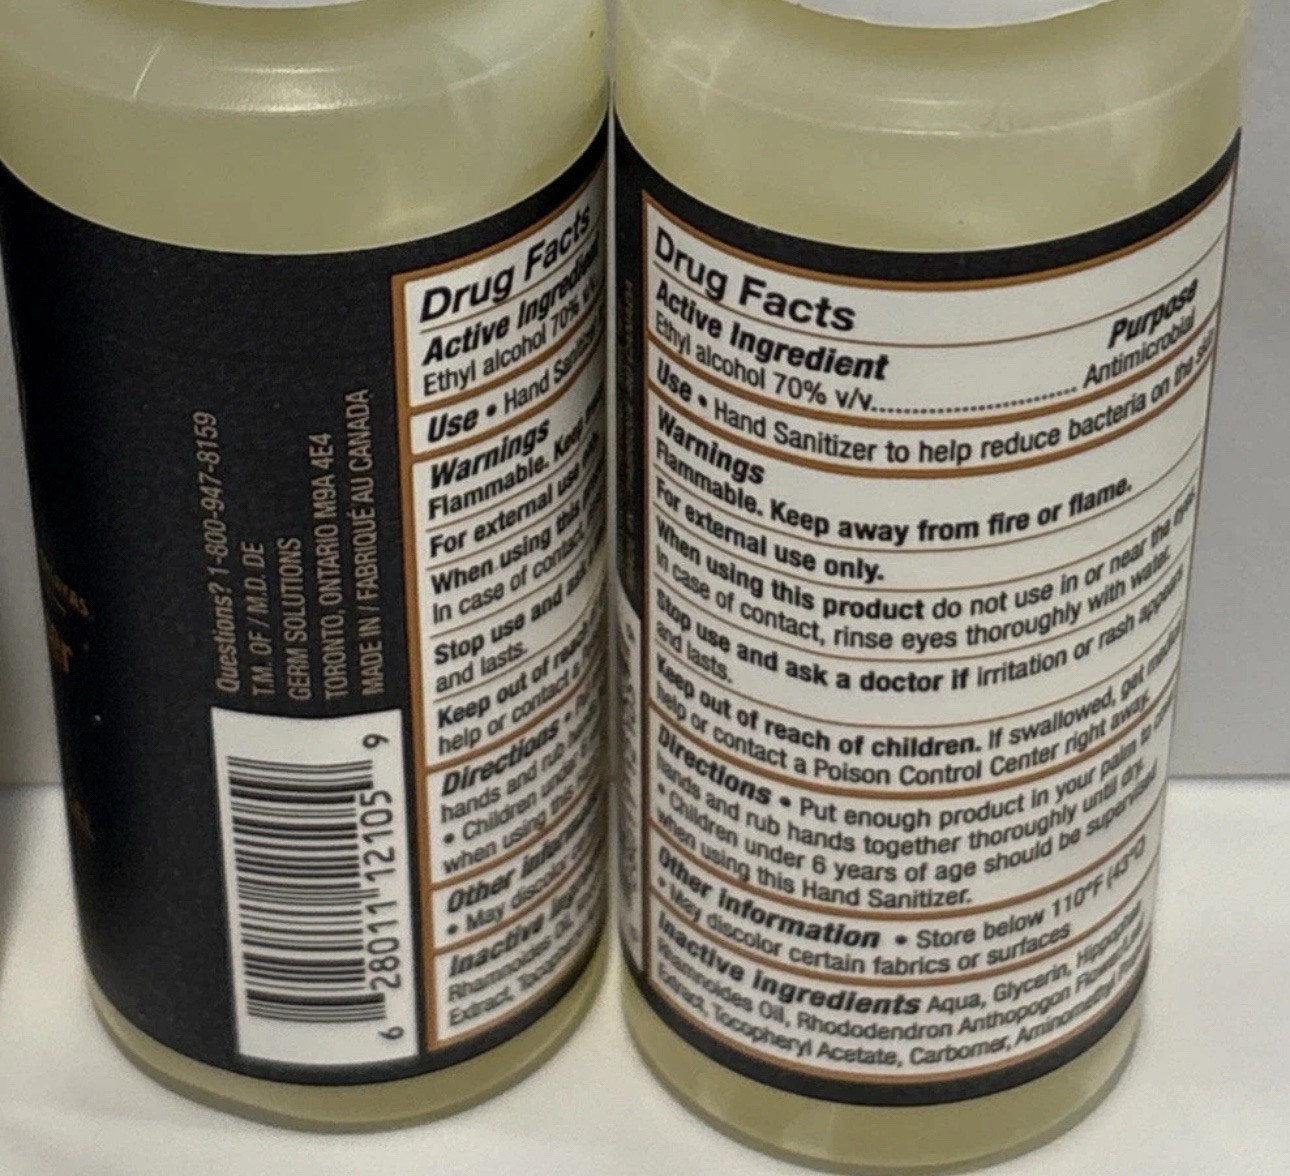 Questions? 1-800-947-8159
T.M. OF / M.D. DE
GERM SOLUTIONS
TORONTO, ONTARIO M9A 4E4
MADE IN / FABRIQUÉ AU CANADA
6 28011 12105 9
Drug Facts
Active Ingredient
Ethyl alcohol 70%
Use • Hand
Warnings
Flammable. Keep
For external use
When using this
In case of contact,
Stop use and ask
and lasts.
Keep out of reach
help or contact a
Directions •
hands and rub
• Children under 6
when using this
Other information
• May discolor
Inactive
Rhamnoides Oil,
Extract,
Drug Facts
Active Ingredient Purpose
Ethyl alcohol 70% v/v.............................. Antimicrobial
Use • Hand Sanitizer to help reduce bacteria on the skin
Warnings
Flammable. Keep away from fire or flame.
For external use only.
When using this product do not use in or near the eyes.
In case of contact, rinse eyes thoroughly with water.
Stop use and ask a doctor if irritation or rash appears
and lasts.
Keep out of reach of children. If swallowed, get medical
help or contact a Poison Control Center right away.
Directions • Put enough product in your palm to
hands and rub hands together thoroughly until dry.
• Children under 6 years of age should be supervised
when using this Hand Sanitizer.
Other information • Store below 110°F (43°C)
• May discolor certain fabrics or surfaces
Inactive ingredients Aqua, Glycerin, Hippophae
Rhamnoides Oil, Rhododendron Anthopogon
Extract, Tocopheryl Acetate, Carbomer, Aminomethyl